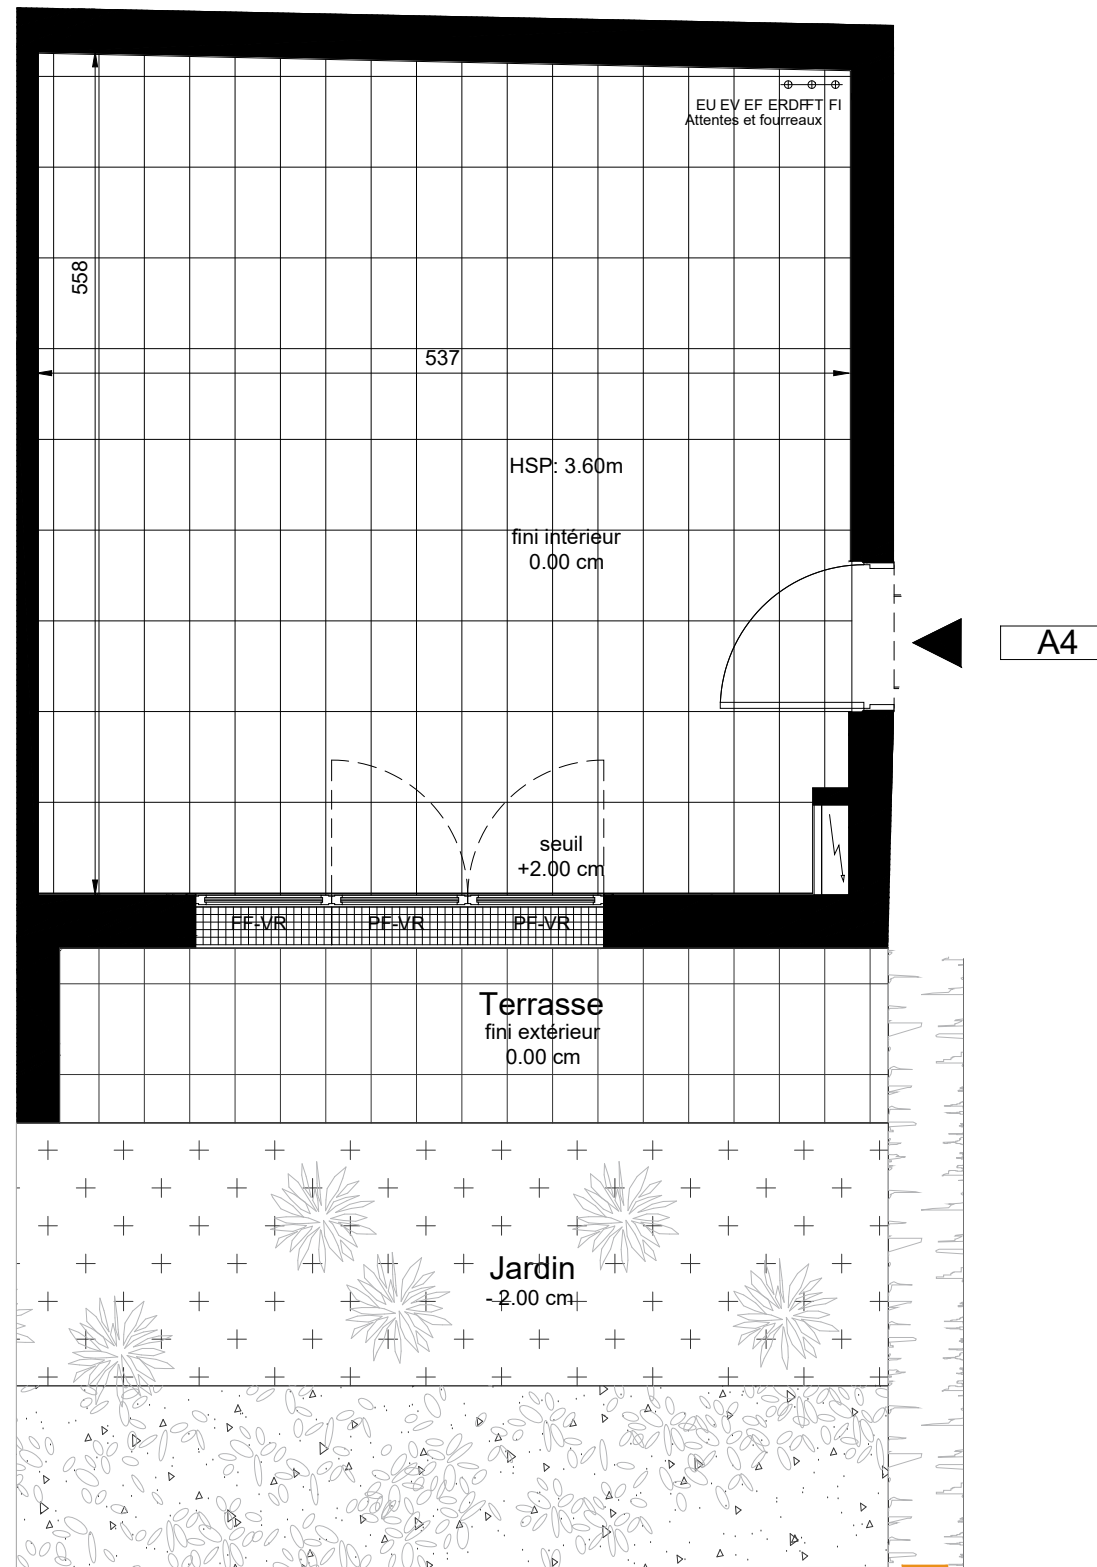 EU EV EF ERDF FT FI
Attentes et fourreaux
558
537
HSP: 3.60m
fini intérieur
0.00 cm
A4
seuil
+2.00 cm
FF-VR PF-VR PF-VR
Terrasse
fini extérieur
0.00 cm
Jardin
- 2.00 cm